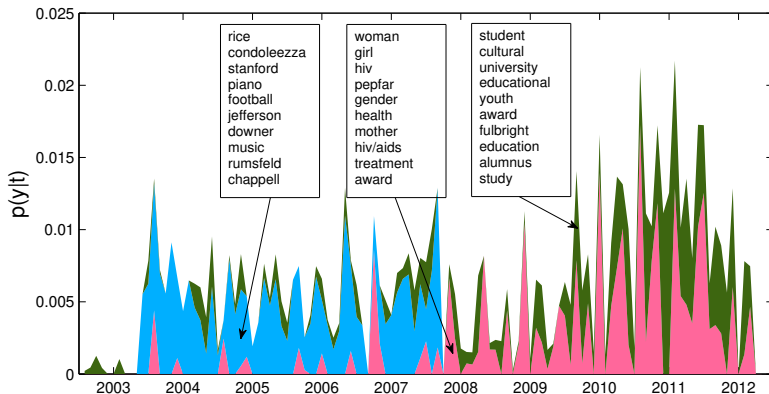 0.025
0.02
0.015
0.01
0.005
0
p(y|t)
rice
condoleezza
stanford
piano
football
jefferson
downer
music
rumsfeld
chappell
woman
girl
hiv
pepfar
gender
health
mother
hiv/aids
treatment
award
student
cultural
university
educational
youth
award
fulbright
education
alumnus
study
2003 2004 2005 2006 2007 2008 2009 2010 2011 2012